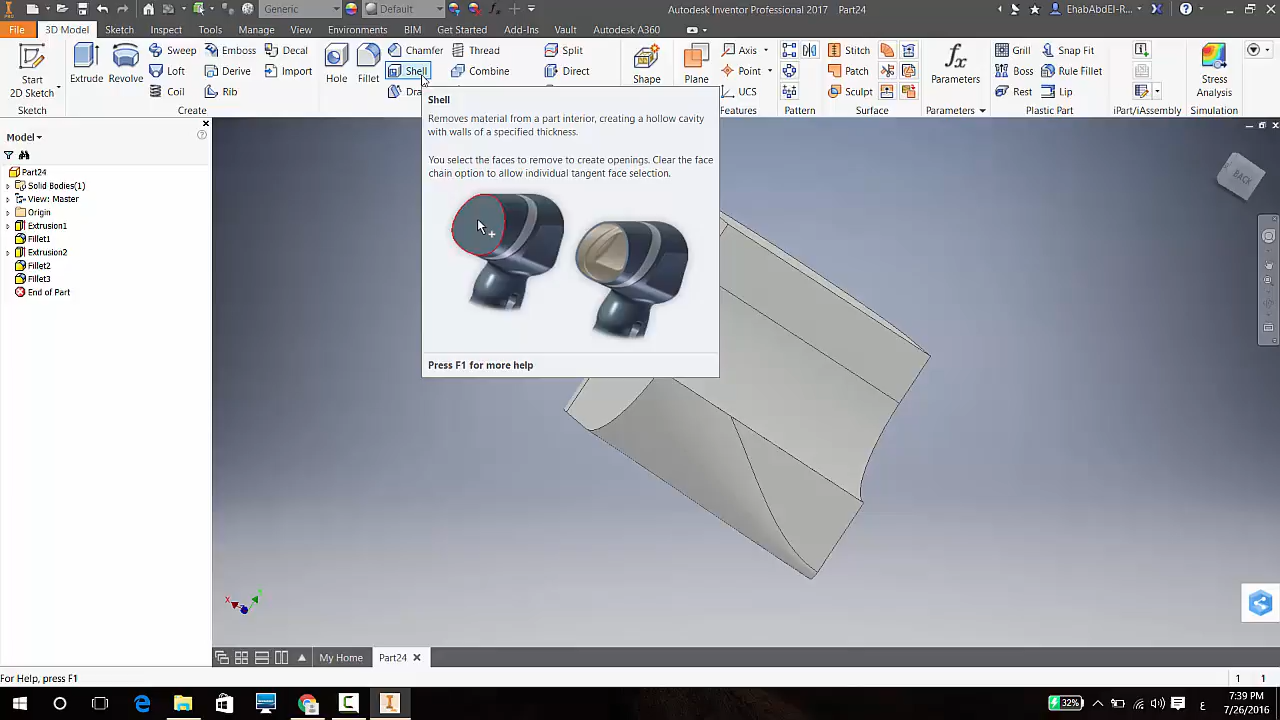 Generic
Default
Autodesk Inventor Professional 2017 Part24
EhabAbdEl-R...
File
3D Model
Sketch
Inspect
Tools
Manage
View
Environments
BIM
Get Started
Add-Ins
Vault
Autodesk A360
Start
2D Sketch
Sketch
Extrude
Revolve
Sweep
Emboss
Decal
Loft
Derive
Import
Coil
Rib
Create
Hole
Fillet
Chamfer
Thread
Split
Shell
Combine
Direct
Shape
Plane
Axis
Point
UCS
Features
Pattern
Stitch
Patch
Sculpt
Surface
Parameters
Parameters
Grill
Snap Fit
Boss
Rule Fillet
Rest
Lip
Plastic Part
iPart/iAssembly
Stress
Analysis
Simulation
Shell
Removes material from a part interior, creating a hollow cavity
with walls of a specified thickness.
You select the faces to remove to create openings. Clear the face
chain option to allow individual tangent face selection.
Press F1 for more help
Model
Part24
Solid Bodies(1)
View: Master
Origin
Extrusion1
Fillet1
Extrusion2
Fillet2
Fillet3
End of Part
BACK
My Home
Part24
For Help, press F1
1 1
32%
7:39 PM
7/26/2016